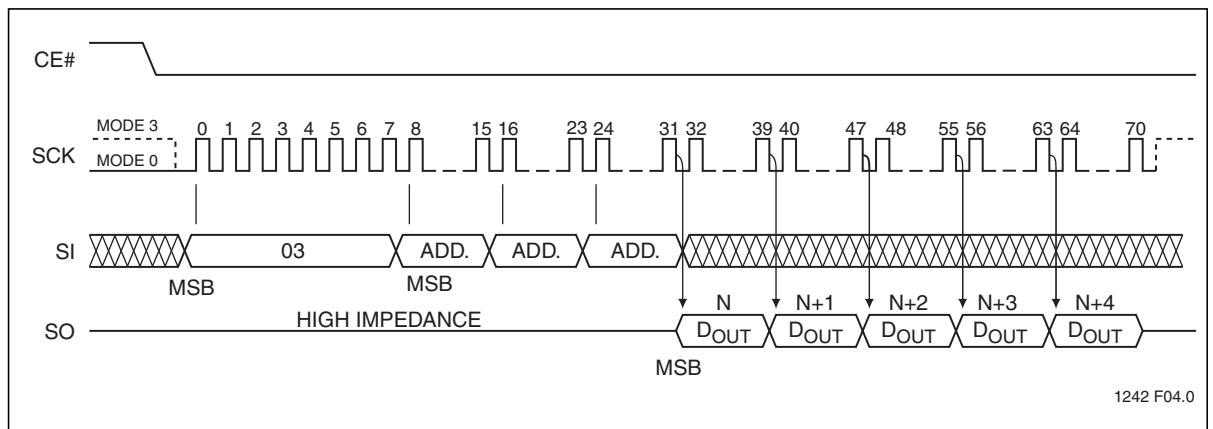 CE#
MODE 3
0 1 2 3 4 5 6 7 8 15 16 23 24 31 32 39 40 47 48 55 56 63 64 70
SCK
MODE 0
SI
03 ADD. ADD. ADD.
MSB MSB
N N+1 N+2 N+3 N+4
HIGH IMPEDANCE
SO
DOUT DOUT DOUT DOUT DOUT
MSB
1242 F04.0